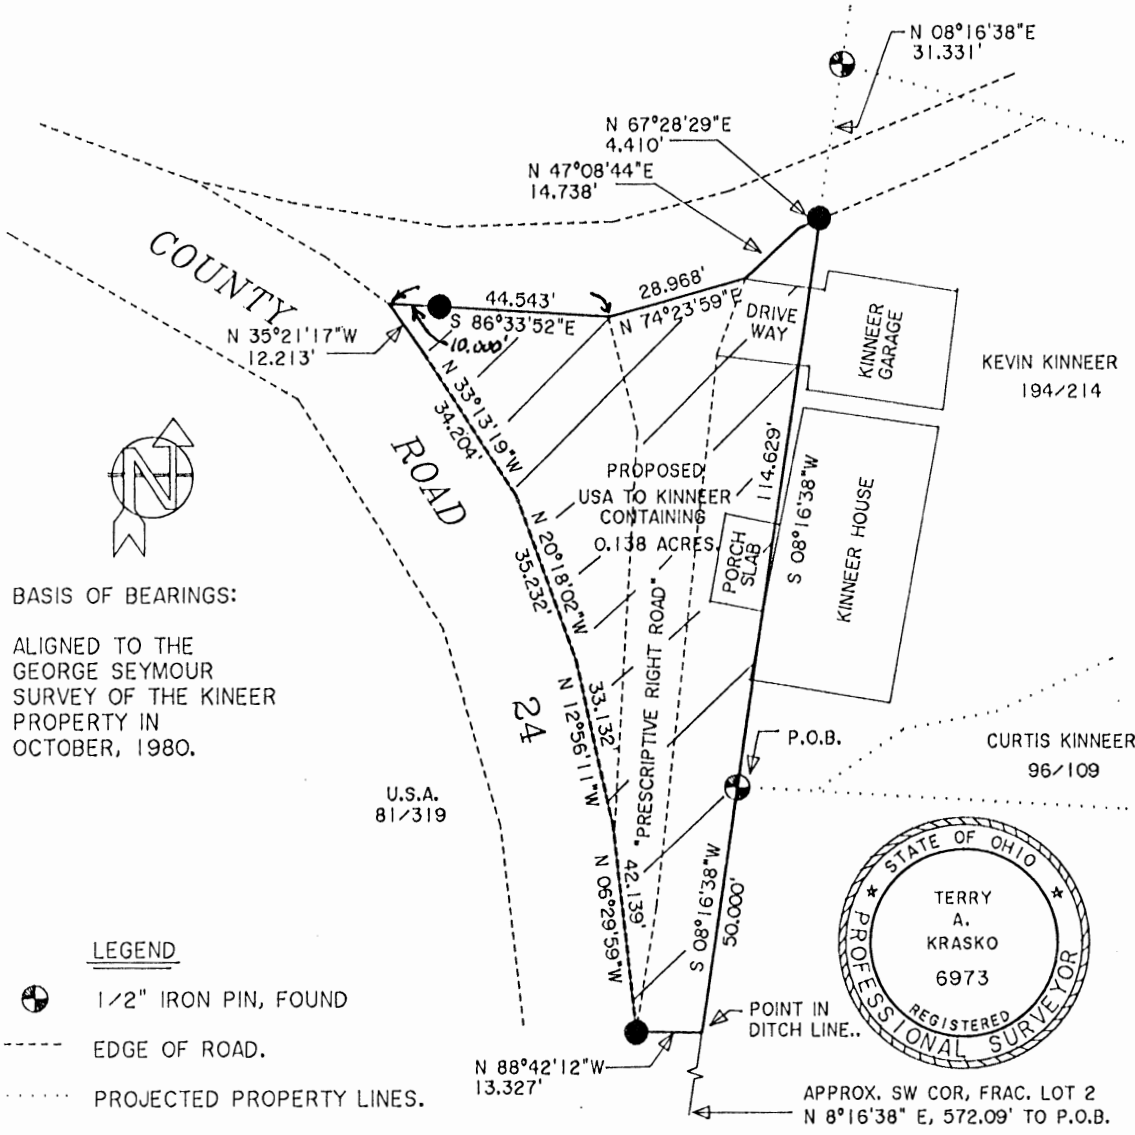 N 08°16'38"E
31.331'
N 67°28'29"E
4.410'
N 47°08'44"E
14.738'
COUNTY
ROAD
24
N 35°21'17"W
12.213'
44.543'
S 86°33'52"E
10.000'
28.968'
N 74°23'59"E
DRIVE
WAY
KINNEER
GARAGE
KEVIN KINNEER
194/214
N 33°13'19"W
34.204'
N
PROPOSED
USA TO KINNEER
CONTAINING
0.138 ACRES.
114.629'
S 08°16'38"W
PORCH
SLAB
KINNEER HOUSE
N 20°18'02"W
35.232'
BASIS OF BEARINGS:
ALIGNED TO THE
GEORGE SEYMOUR
SURVEY OF THE KINEER
PROPERTY IN
OCTOBER, 1980.
"PRESCRIPTIVE RIGHT ROAD"
33.132'
N 12°56'11"W
P.O.B.
CURTIS KINNEER
96/109
U.S.A.
81/319
N 06°29'59"W
42.139'
S 08°16'38"W
50.000'
STATE OF OHIO
TERRY
A.
KRASKO
6973
REGISTERED
PROFESSIONAL SURVEYOR
LEGEND
1/2" IRON PIN, FOUND
EDGE OF ROAD.
PROJECTED PROPERTY LINES.
POINT IN
DITCH LINE..
N 88°42'12"W
13.327'
APPROX. SW COR, FRAC. LOT 2
N 8°16'38" E, 572.09' TO P.O.B.